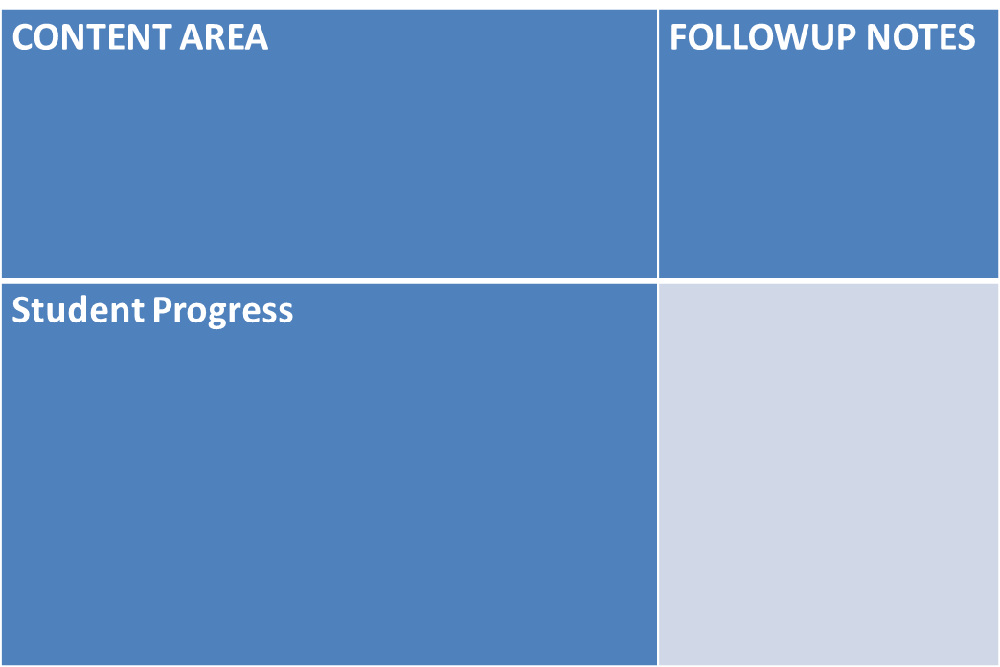 CONTENT AREA
FOLLOWUP NOTES
Student Progress